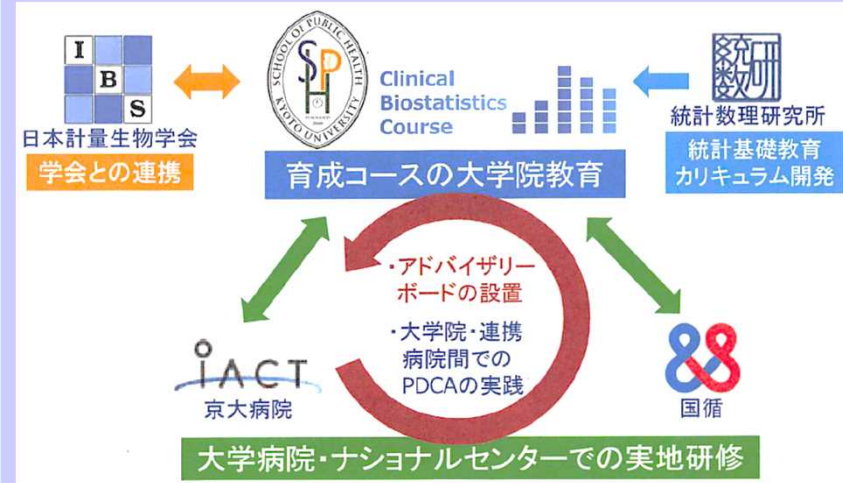 I
B
S
日本計量生物学会
学会との連携
SCHOOL OF PUBLIC HEALTH
KYOTO UNIVERSITY
SPH
Clinical
Biostatistics
Course
育成コースの大学院教育
統数研
統計数理研究所
統計基礎教育
カリキュラム開発
・アドバイザリー
ボードの設置
・大学院・連携
病院間での
PDCAの実践
iACT
京大病院
国循
大学病院・ナショナルセンターでの実地研修